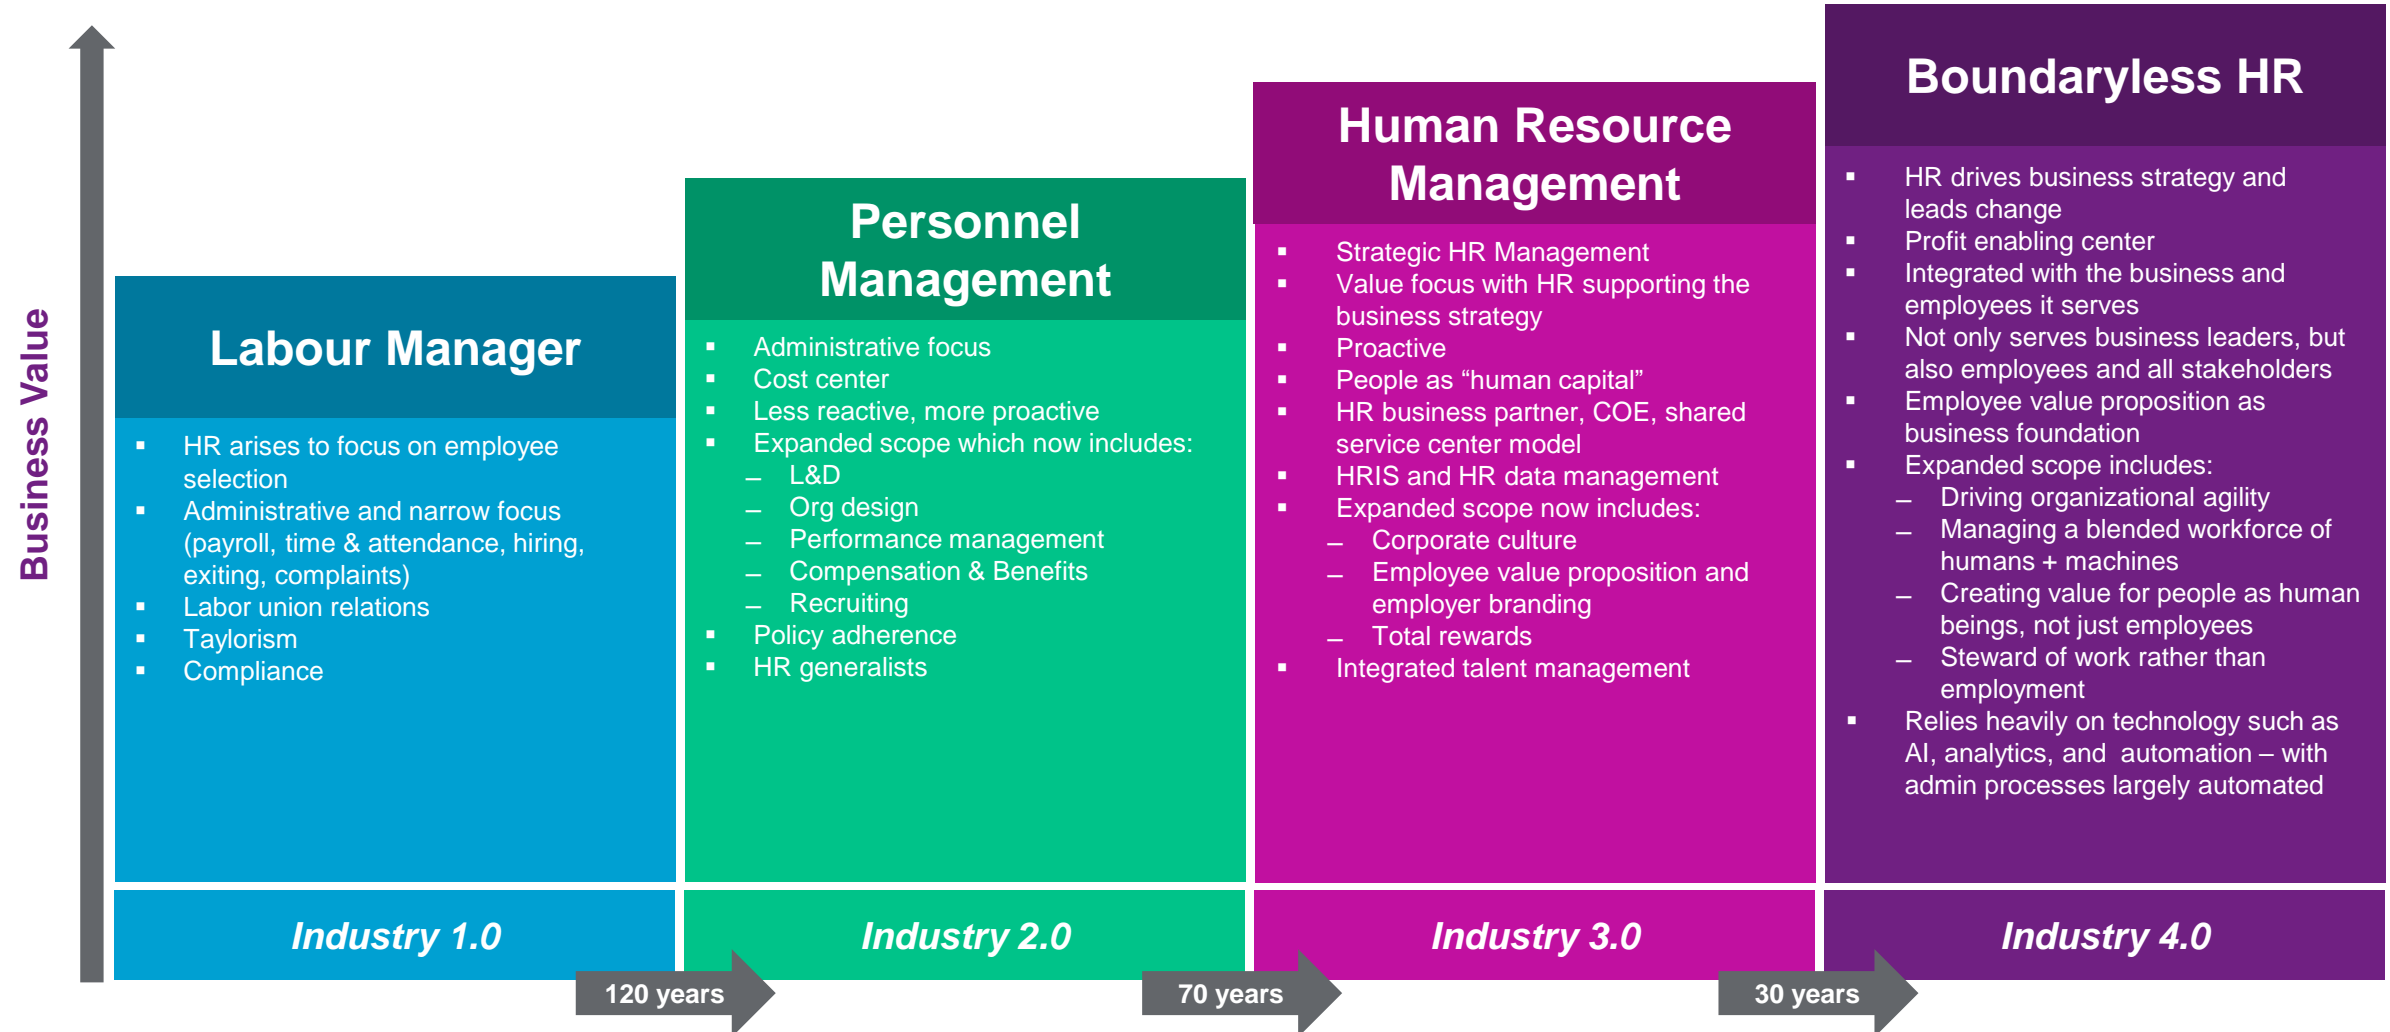 Business Value
Labour Manager
▪ HR arises to focus on employee
selection
▪ Administrative and narrow focus
(payroll, time & attendance, hiring,
exiting, complaints)
▪ Labor union relations
▪ Taylorism
▪ Compliance
Industry 1.0
120 years
Personnel
Management
▪ Administrative focus
▪ Cost center
▪ Less reactive, more proactive
▪ Expanded scope which now includes:
– L&D
– Org design
– Performance management
– Compensation & Benefits
– Recruiting
▪ Policy adherence
▪ HR generalists
Industry 2.0
70 years
Human Resource
Management
▪ Strategic HR Management
▪ Value focus with HR supporting the
business strategy
▪ Proactive
▪ People as “human capital”
▪ HR business partner, COE, shared
service center model
▪ HRIS and HR data management
▪ Expanded scope now includes:
– Corporate culture
– Employee value proposition and
employer branding
– Total rewards
▪ Integrated talent management
Industry 3.0
30 years
Boundaryless HR
▪ HR drives business strategy and
leads change
▪ Profit enabling center
▪ Integrated with the business and
employees it serves
▪ Not only serves business leaders, but
also employees and all stakeholders
▪ Employee value proposition as
business foundation
▪ Expanded scope includes:
– Driving organizational agility
– Managing a blended workforce of
humans + machines
– Creating value for people as human
beings, not just employees
– Steward of work rather than
employment
▪ Relies heavily on technology such as
AI, analytics, and automation – with
admin processes largely automated
Industry 4.0